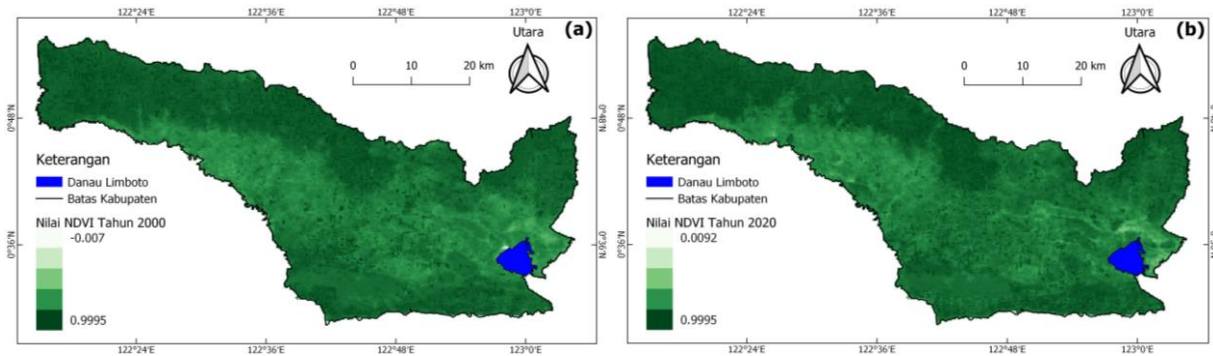 122°24'E 122°36'E 122°48'E 123°0'E
(a)
Utara
0 10 20 km
0°48'N 0°48'N
Keterangan
Danau Limboto
Batas Kabupaten
Nilai NDVI Tahun 2000
-0.007
0.9995
0°36'N 0°36'N
122°24'E 122°36'E 122°48'E 123°0'E
122°24'E 122°36'E 122°48'E 123°0'E
(b)
Utara
0 10 20 km
0°48'N
Keterangan
Danau Limboto
Batas Kabupaten
Nilai NDVI Tahun 2020
0.0092
0.9995
0°36'N
122°24'E 122°36'E 122°48'E 123°0'E